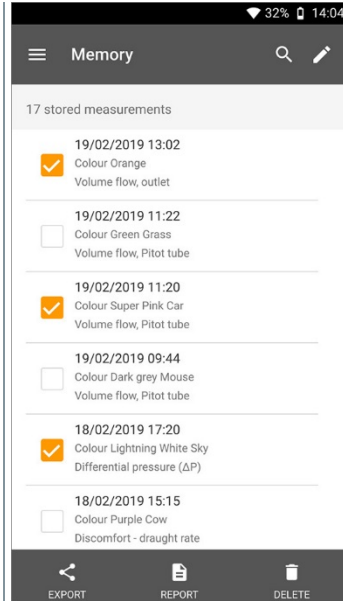 32% 14:04
Memory
17 stored measurements
19/02/2019 13:02
Colour Orange
Volume flow, outlet
19/02/2019 11:22
Colour Green Grass
Volume flow, Pitot tube
19/02/2019 11:20
Colour Super Pink Car
Volume flow, Pitot tube
19/02/2019 09:44
Colour Dark grey Mouse
Volume flow, Pitot tube
18/02/2019 17:20
Colour Lightning White Sky
Differential pressure (ΔP)
18/02/2019 15:15
Colour Purple Cow
Discomfort - draught rate
EXPORT REPORT DELETE